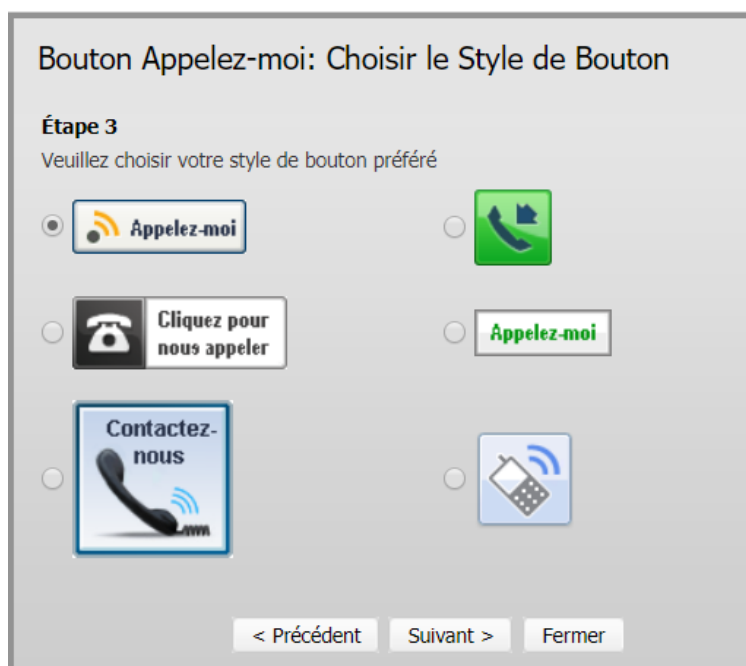 Bouton Appelez-moi: Choisir le Style de Bouton
Étape 3
Veuillez choisir votre style de bouton préféré
Appelez-moi
Cliquez pour
nous appeler
Appelez-moi
Contactez-
nous
< Précédent
Suivant >
Fermer